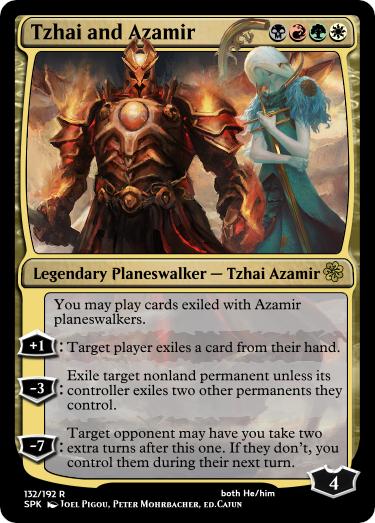 Tzhai and Azamir
Legendary Planeswalker — Tzhai Azamir
You may play cards exiled with Azamir
planeswalkers.
+1: Target player exiles a card from their hand.
Exile target nonland permanent unless its
-3: controller exiles two other permanents they
control.
Target opponent may have you take two
-7: extra turns after this one. If they don't, you
control them during their next turn.
4
132/192 R both He/him
SPK Joel Pigou, Peter Mohrbacher, ed.Cajun